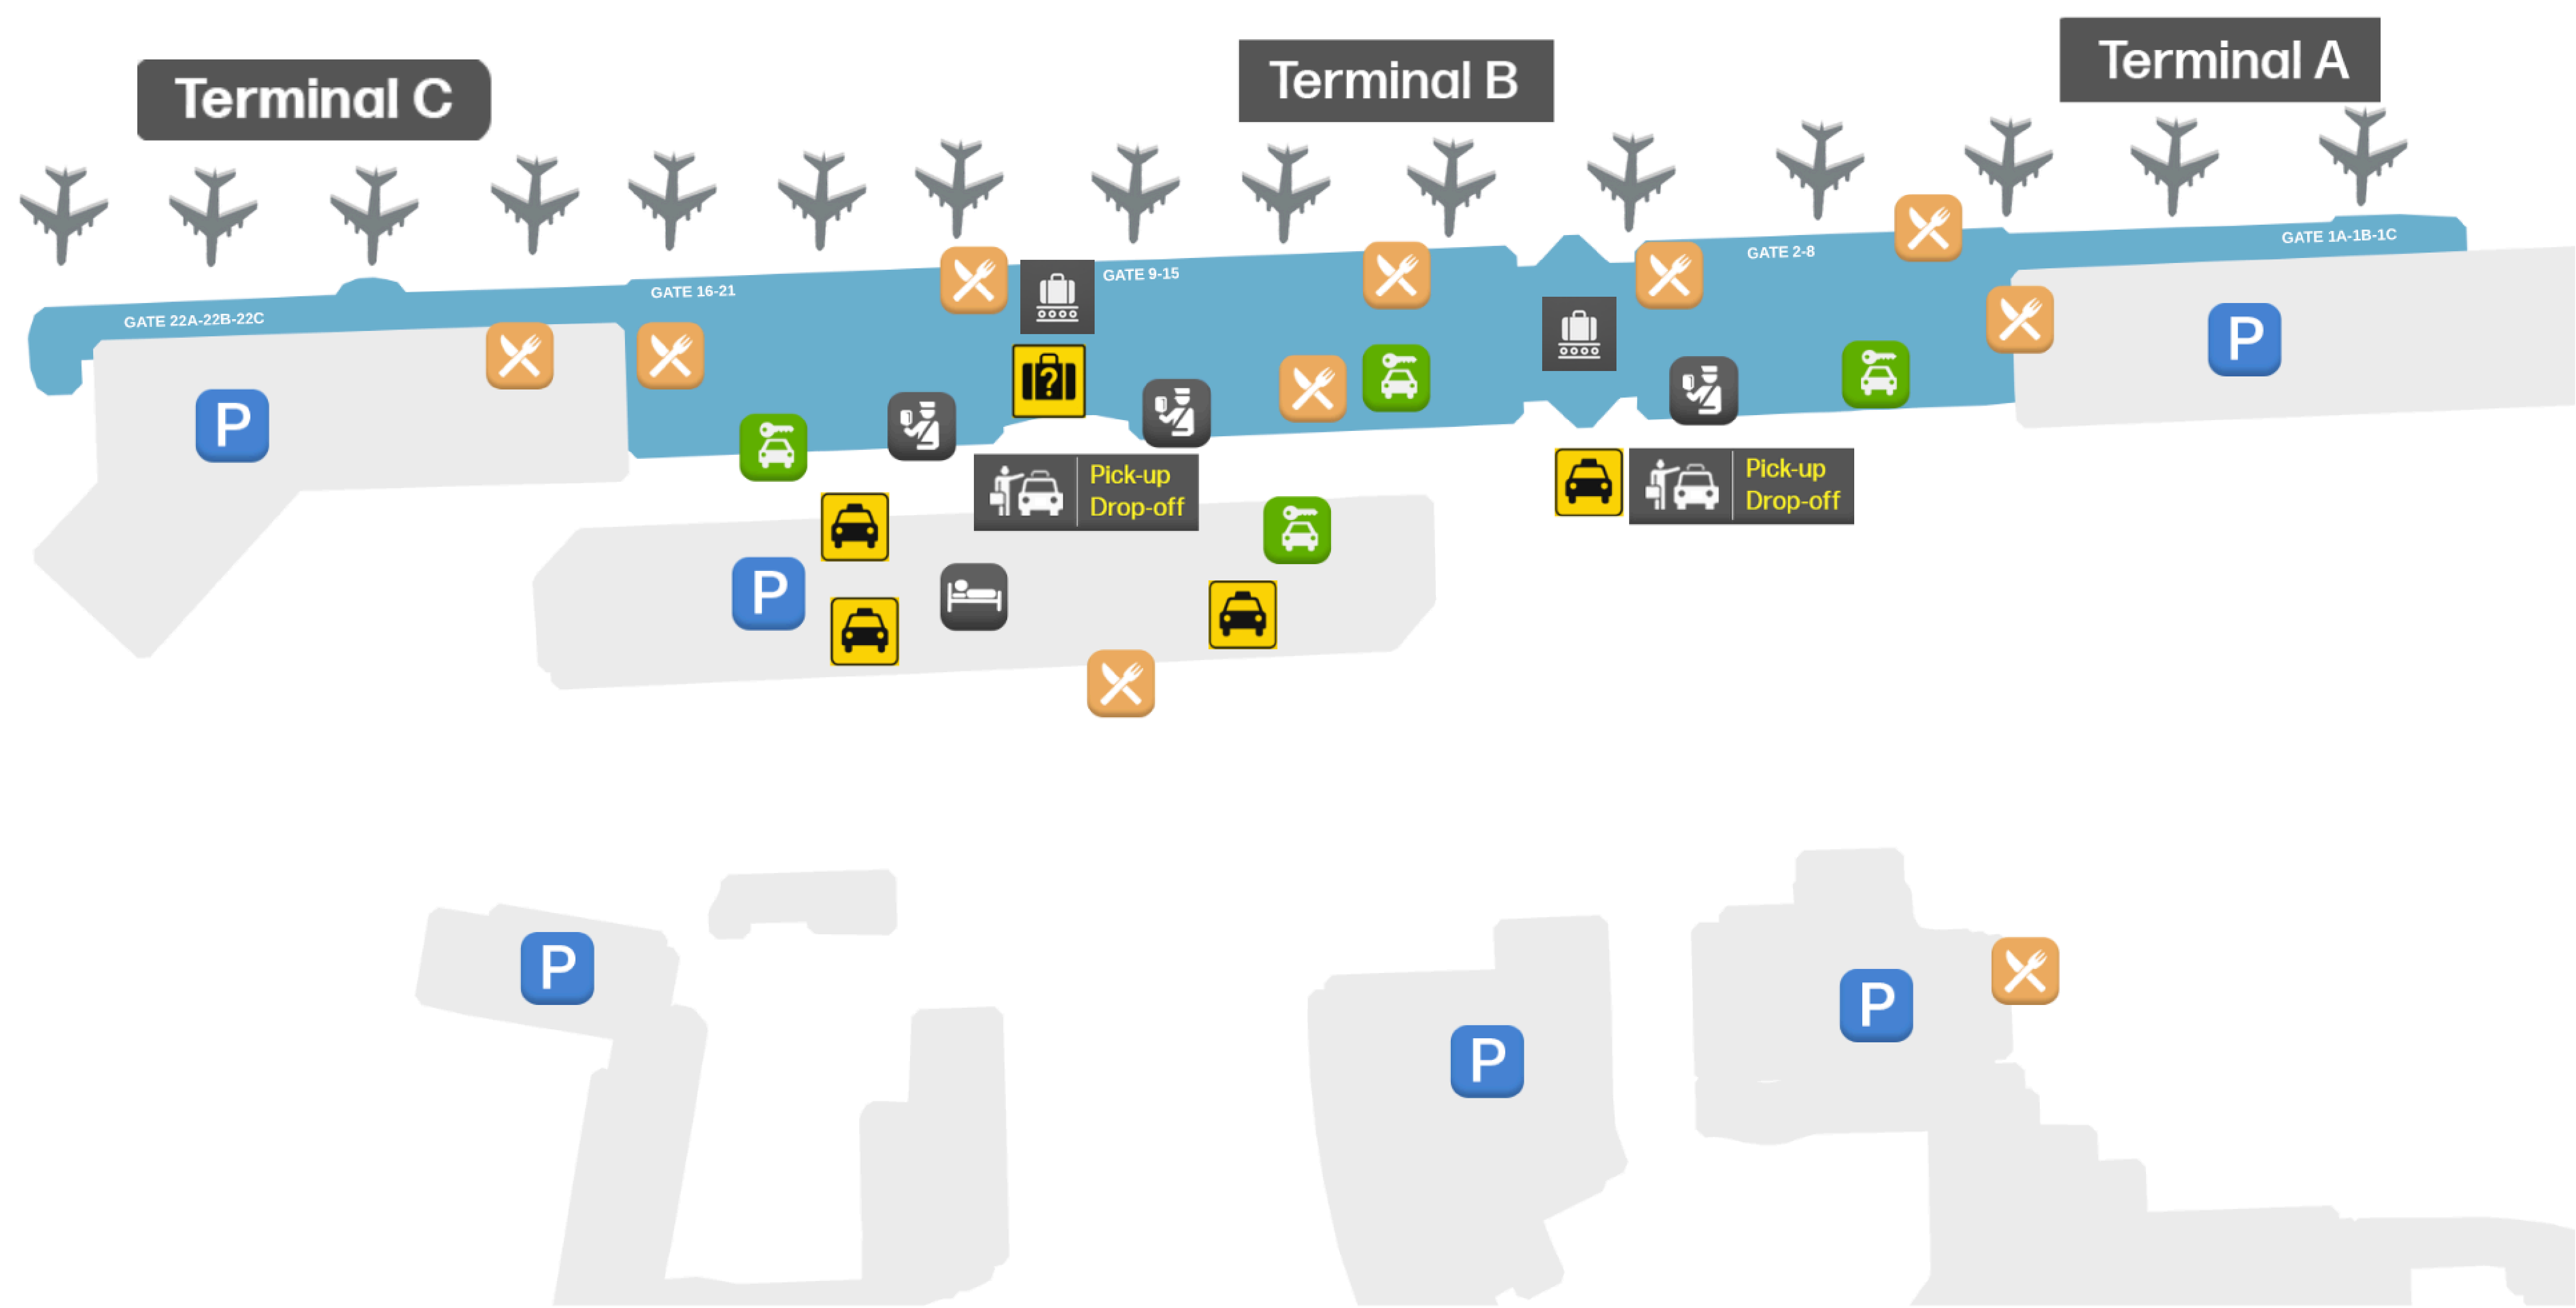 Terminal C
Terminal B
Terminal A
GATE 22A-22B-22C
GATE 16-21
GATE 9-15
GATE 2-8
GATE 1A-1B-1C
P
P
?
Pick-up
Drop-off
Pick-up
Drop-off
P
P
P
P